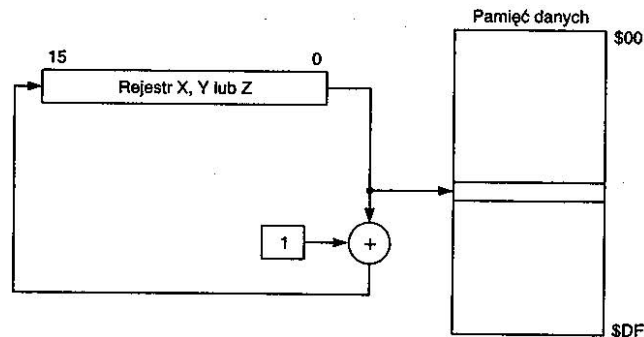 Pamięć danych
$00
15
0
Rejestr X, Y lub Z
1
+
$DF